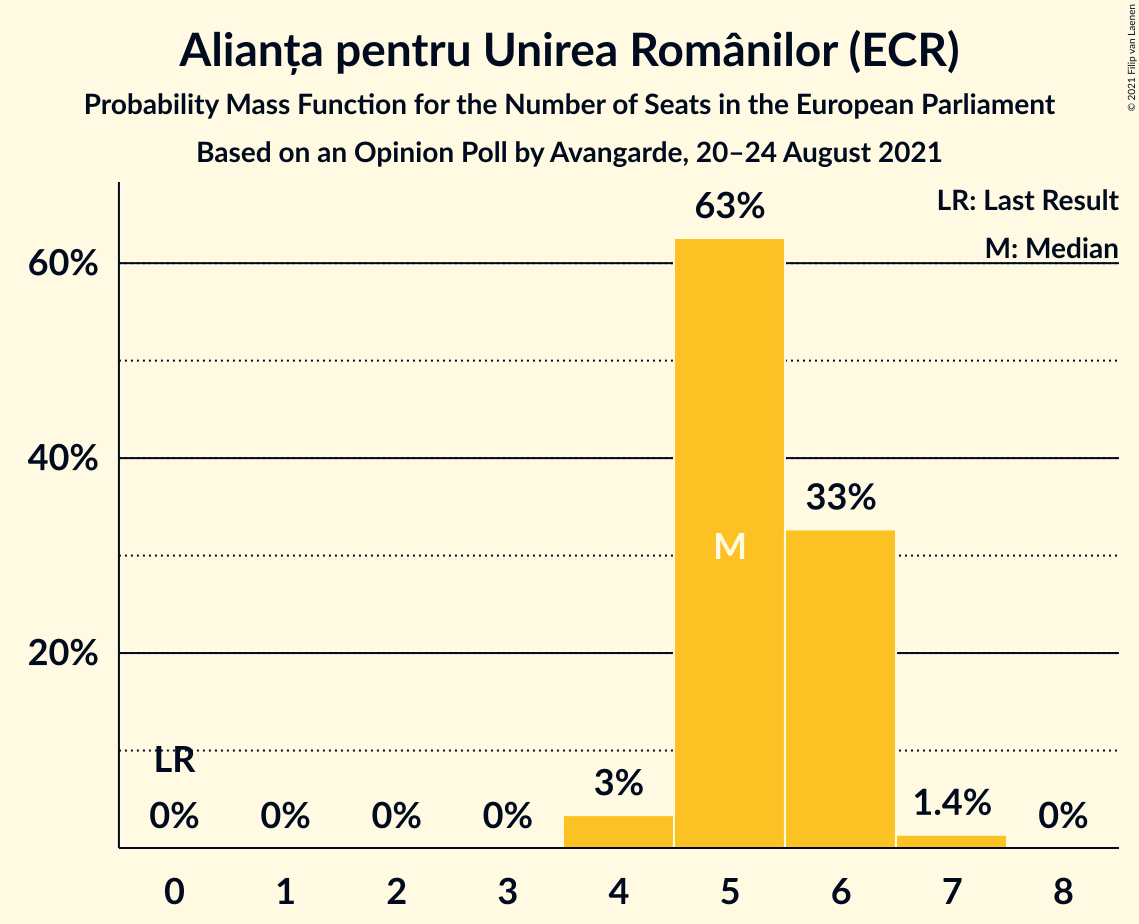 Alianța pentru Unirea Românilor (ECR)
Probability Mass Function for the Number of Seats in the European Parliament
Based on an Opinion Poll by Avangarde, 20–24 August 2021
© 2021 Filip van Laenen
LR: Last Result
M: Median
63%
60%
40%
33%
M
20%
LR
3%
1.4%
0% 0% 0% 0% 0%
0 1 2 3 4 5 6 7 8